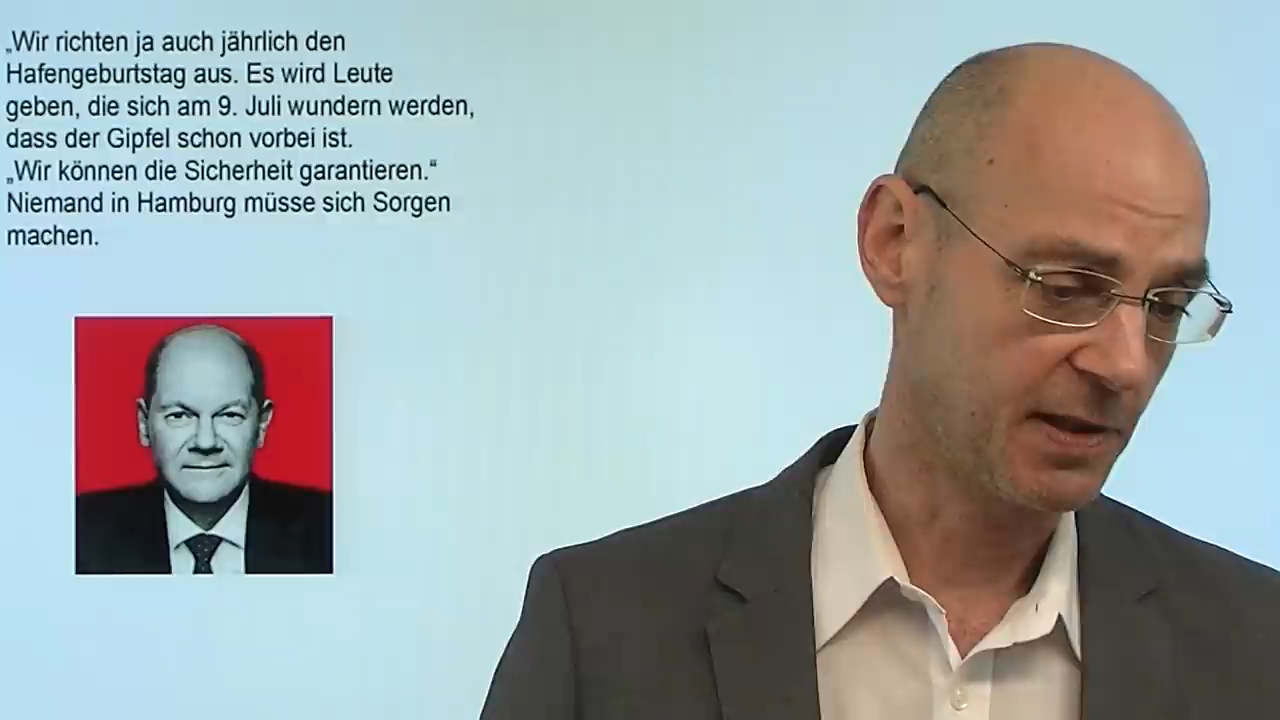 „Wir richten ja auch jährlich den
Hafengeburtstag aus. Es wird Leute
geben, die sich am 9. Juli wundern werden,
dass der Gipfel schon vorbei ist.
„Wir können die Sicherheit garantieren.“
Niemand in Hamburg müsse sich Sorgen
machen.